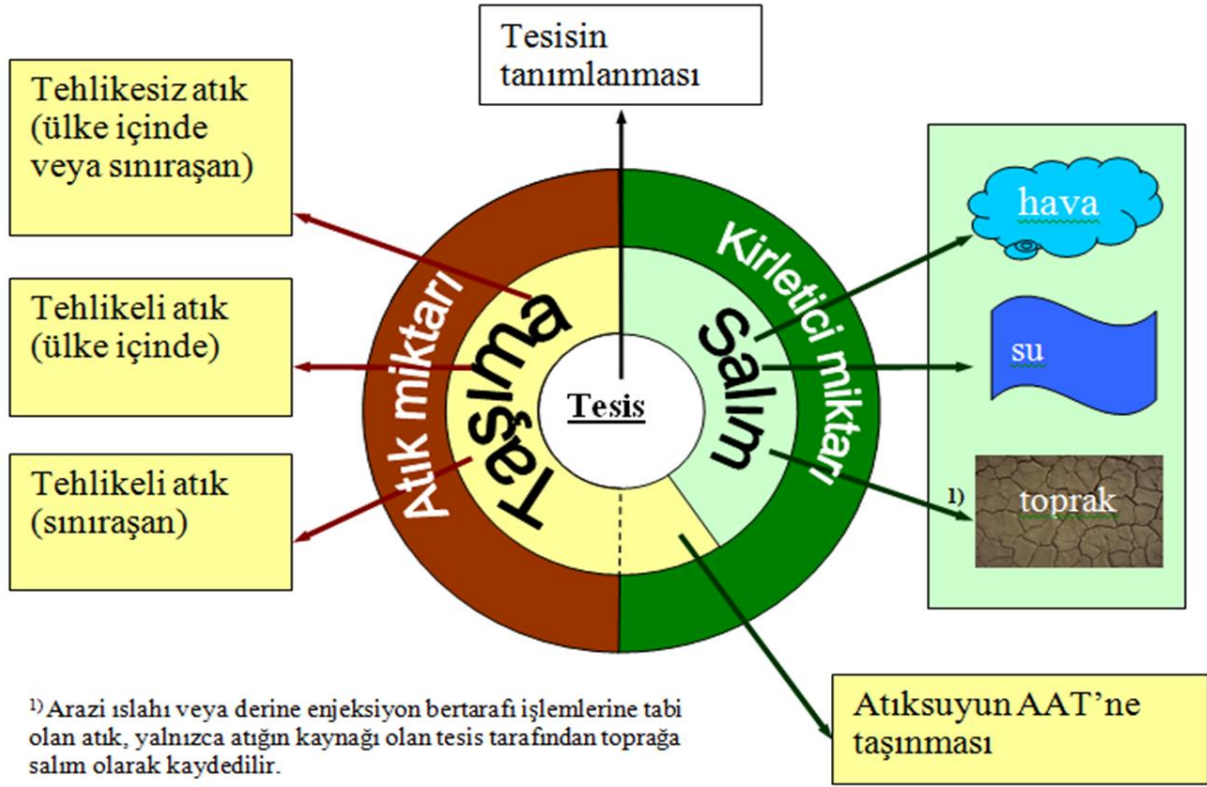 Tesisin
tanımlanması
Tehlikesiz atık
(ülke içinde
veya sınıraşan)
Tehlikeli atık
(ülke içinde)
Tehlikeli atık
(sınıraşan)
Atık miktarı
Taşıma
Tesis
Salım
Kirletici miktarı
hava
su
1)
toprak
Atıksuyun AAT’ne
taşınması
1) Arazi ıslahı veya derine enjeksiyon bertarafı işlemlerine tabi
olan atık, yalnızca atığın kaynağı olan tesis tarafından toprağa
salım olarak kaydedilir.